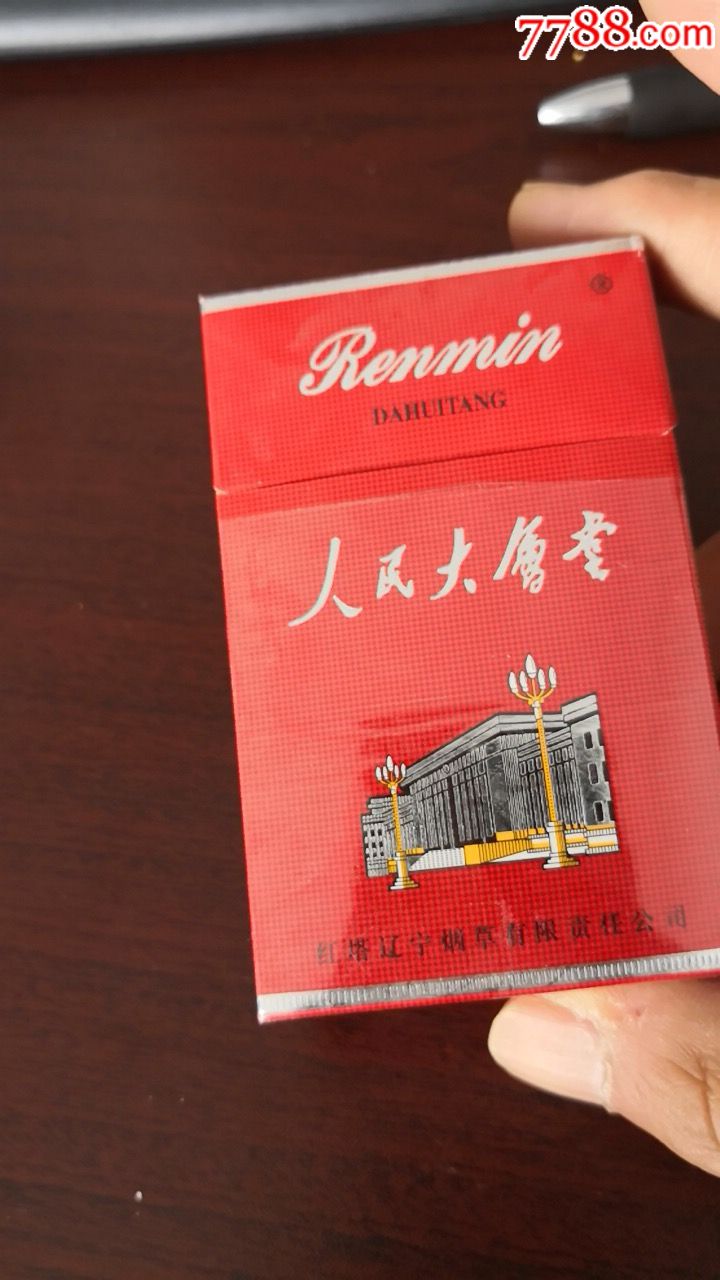 7788.com
®
Renmin
DAHUITANG
人民大會堂
红塔辽宁烟草有限责任公司